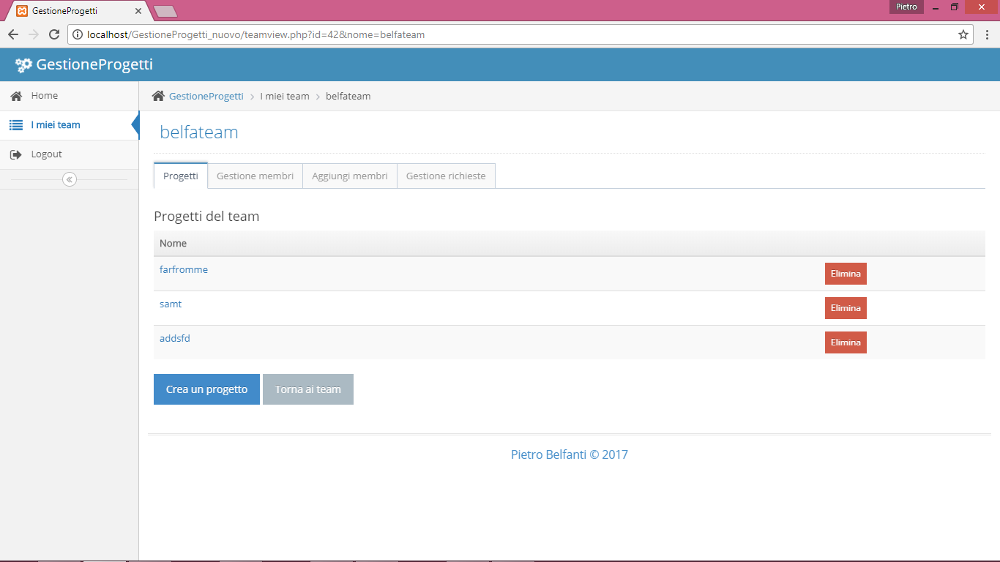 GestioneProgetti
Pietro
localhost/GestioneProgetti_nuovo/teamview.php?id=42&nome=belfateam
GestioneProgetti
Home
GestioneProgetti > I miei team > belfateam
I miei team
belfateam
Logout
Progetti Gestione membri Aggiungi membri Gestione richieste
Progetti del team
Nome
farfromme Elimina
samt Elimina
addsfd Elimina
Crea un progetto Torna ai team
Pietro Belfanti © 2017